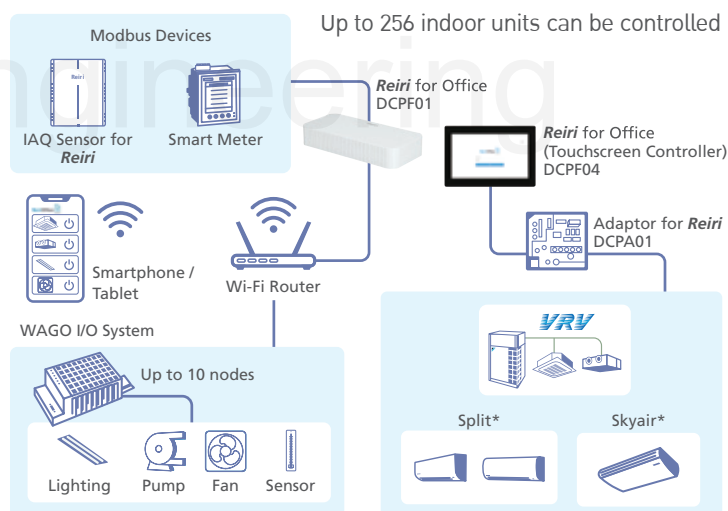 Up to 256 indoor units can be controlled
Modbus Devices
Reiri
IAQ Sensor for
Reiri
Smart Meter
Reiri for Office
DCPF01
Reiri for Office
(Touchscreen Controller)
DCPF04
Adaptor for Reiri
DCPA01
Smartphone /
Tablet
Wi-Fi Router
WAGO I/O System
Up to 10 nodes
Lighting
Pump
Fan
Sensor
VRV
Split*
Skyair*
ngineering